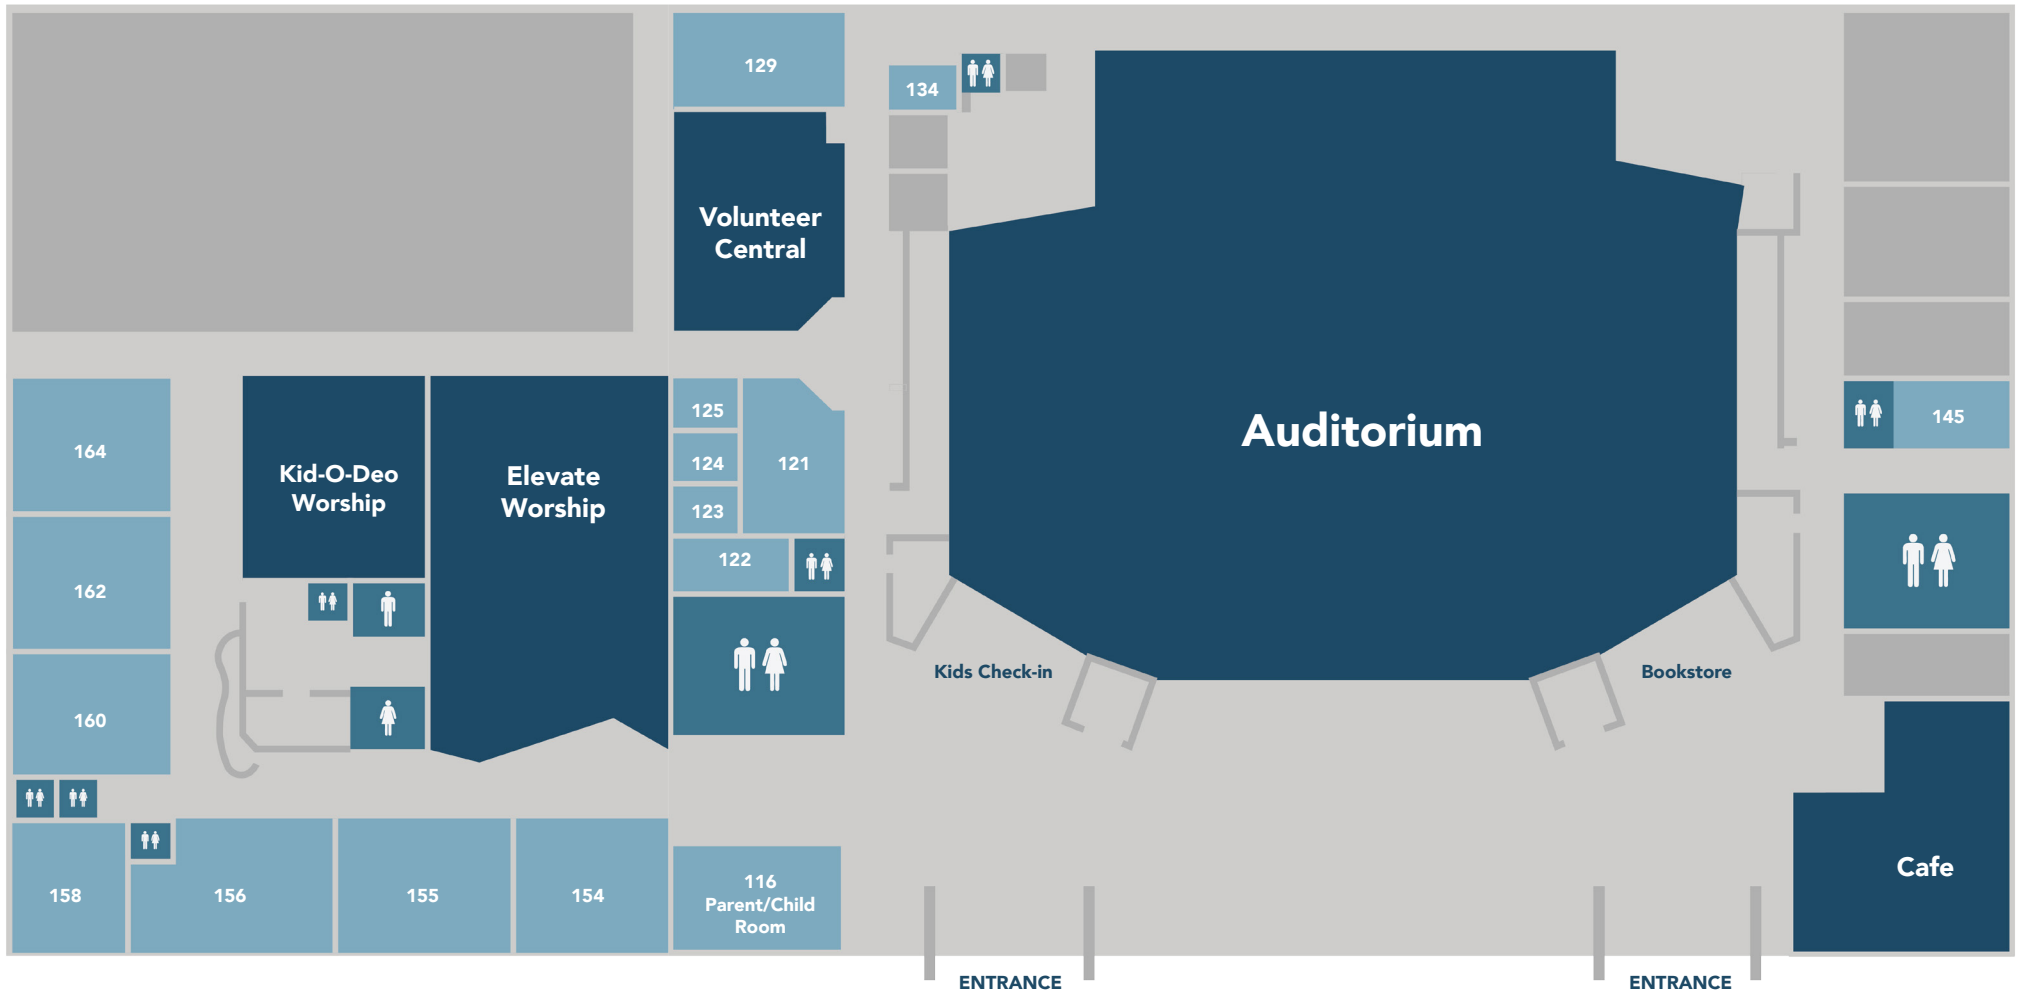 129
134
Volunteer
Central
Auditorium
125
124
123
121
122
145
164
162
160
Kid-O-Deo
Worship
Elevate
Worship
Kids Check-in
Bookstore
158
156
155
154
116
Parent/Child
Room
Cafe
ENTRANCE
ENTRANCE